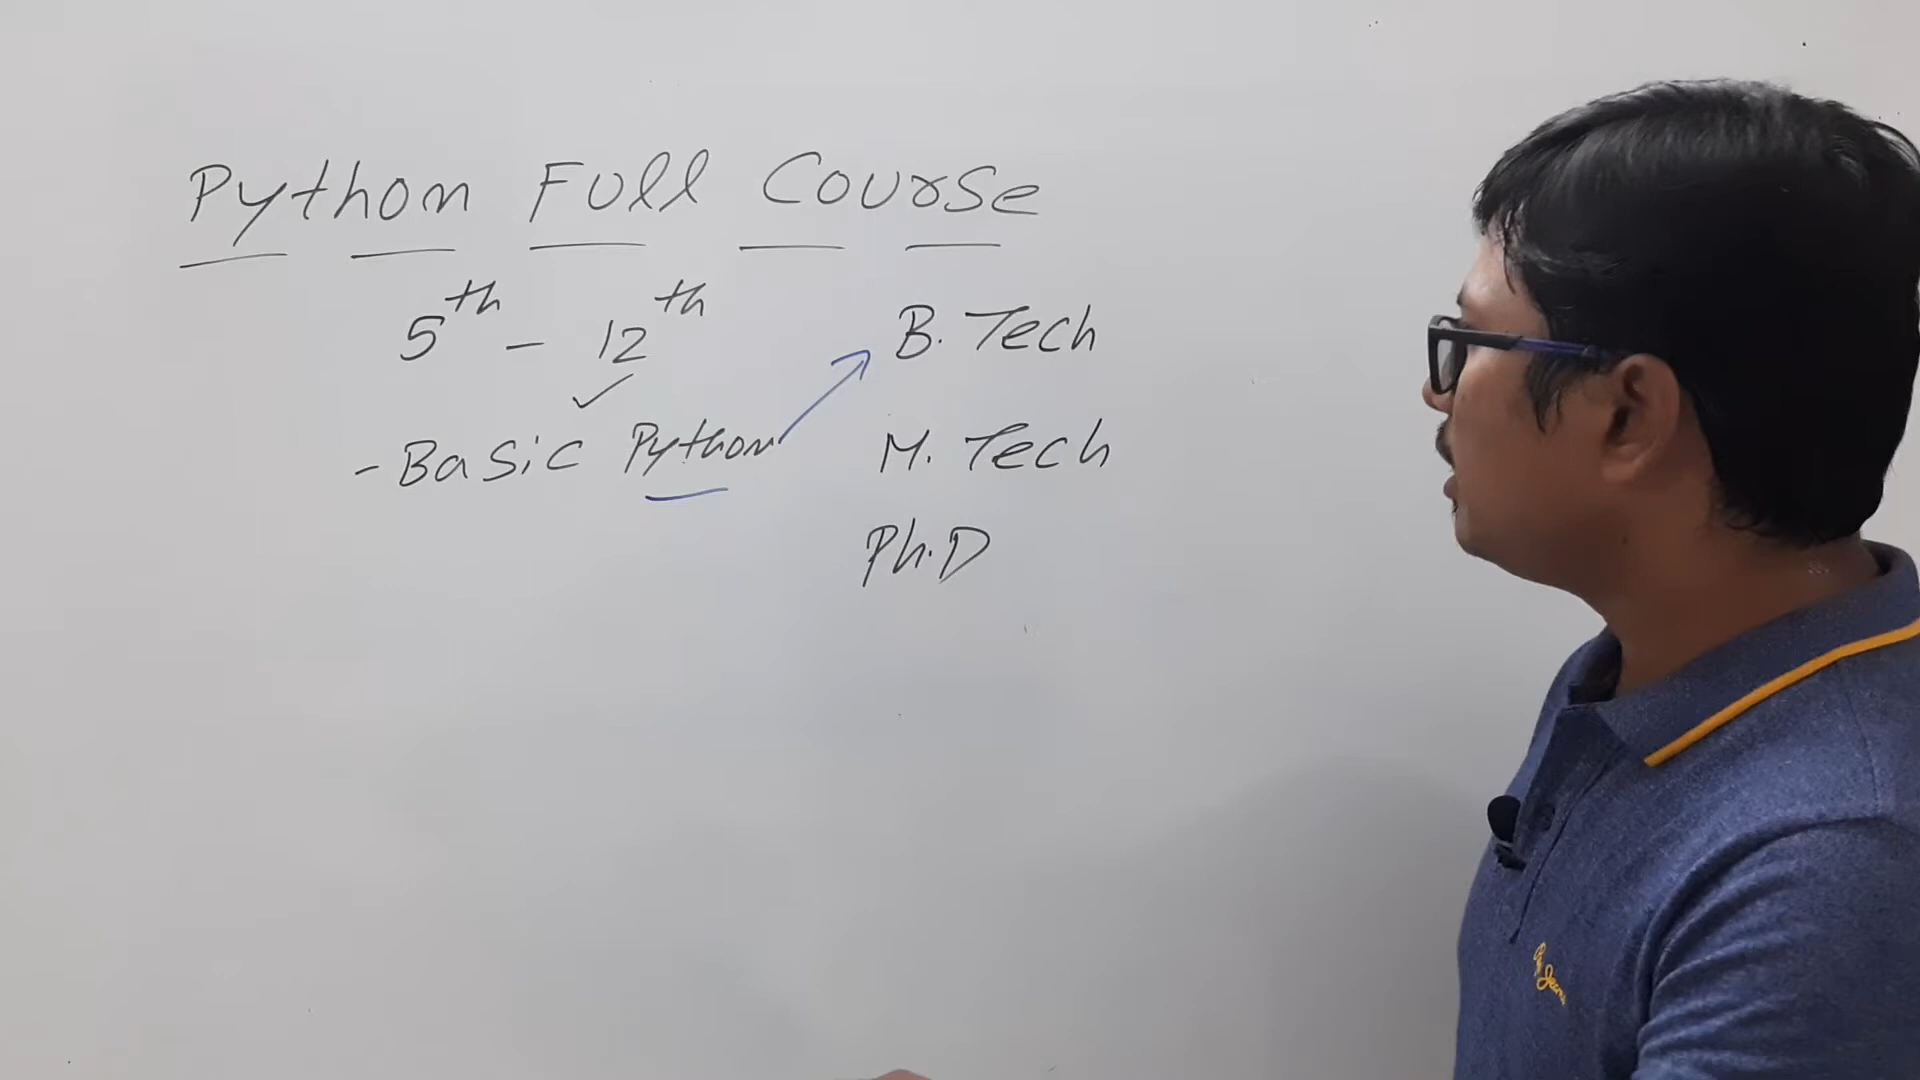 Python Full Course
5th - 12th
- Basic Python
B. Tech
M. Tech
Ph.D